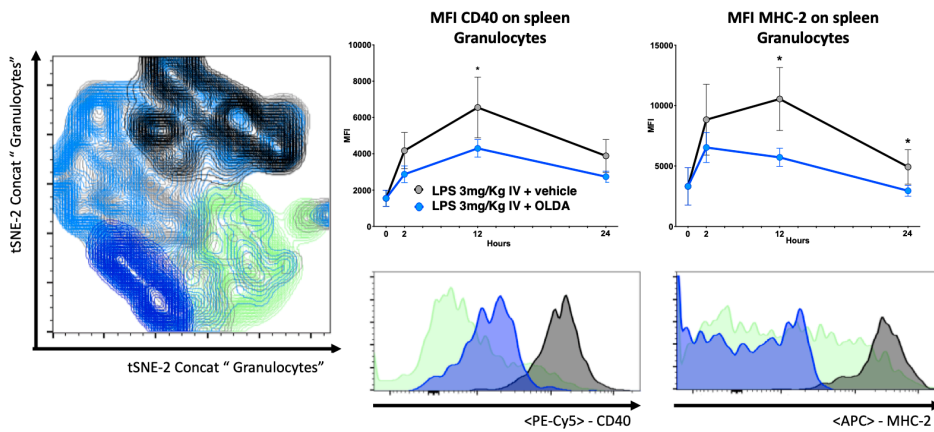 tSNE-2 Concat “ Granulocytes”
tSNE-2 Concat “ Granulocytes”
MFI CD40 on spleen
Granulocytes
10000
8000
6000
4000
2000
0
MFI
0
2
12
24
Hours
*
LPS 3mg/Kg IV + vehicle
LPS 3mg/Kg IV + OLDA
MFI MHC-2 on spleen
Granulocytes
15000
10000
5000
0
MFI
0
2
12
24
Hours
*
*
<PE-Cy5> - CD40
<APC> - MHC-2